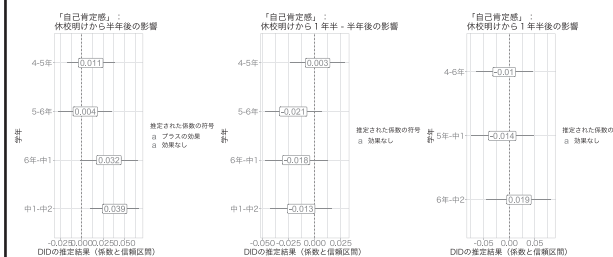 「自己肯定感」：
休校明けから半年後の影響
4-5年
0.011
5-6年
0.004
6年-中1
0.032
中1-中2
0.039
学年
-0.025 0.000 0.025 0.050
DIDの推定結果（係数と信頼区間）
推定された係数の符号
a プラスの効果
a 効果なし
「自己肯定感」：
休校明けから１年半 - 半年後の影響
4-5年
0.003
5-6年
-0.021
6年-中1
-0.018
中1-中2
-0.013
学年
-0.050 -0.025 0.000 0.025
DIDの推定結果（係数と信頼区間）
推定された係数の符号
a 効果なし
「自己肯定感」：
休校明けから１年半後の影響
4-6年
-0.01
5年-中1
-0.014
6年-中2
0.019
学年
-0.05 0.00 0.05
DIDの推定結果（係数と信頼区間）
推定された係数の
a 効果なし